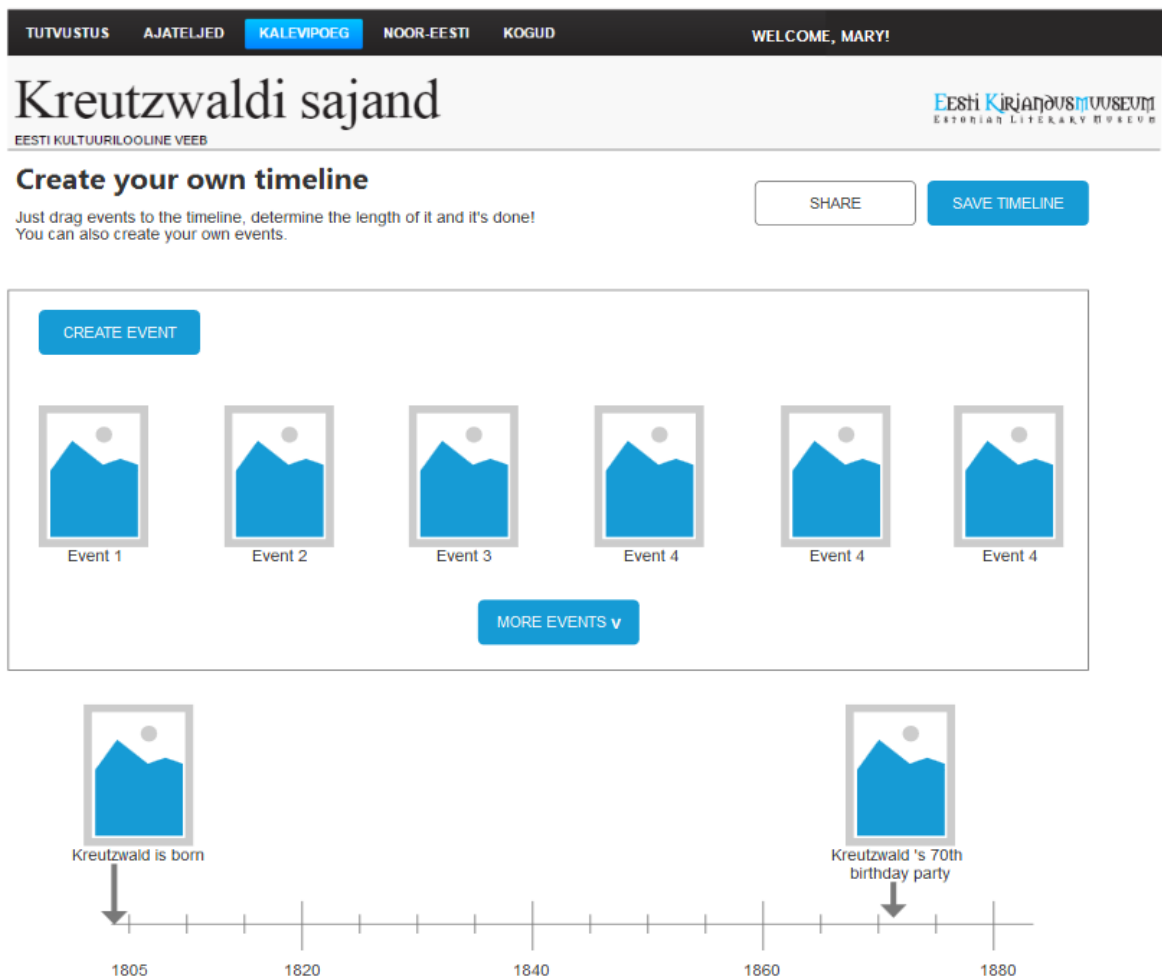 TUTVUSTUS AJATELJED KALEVIPOEG NOOR-EESTI KOGUD WELCOME, MARY!
Kreutzwaldi sajand
EESTI KULTUURILOOLINE VEEB
EESTI KIRJANDUSMUUSEUM
ESTONIAN LITERARY MUSEUM
Create your own timeline
Just drag events to the timeline, determine the length of it and it's done!
You can also create your own events.
SHARE SAVE TIMELINE
CREATE EVENT
Event 1 Event 2 Event 3 Event 4 Event 4 Event 4
MORE EVENTS v
Kreutzwald is born
Kreutzwald 's 70th
birthday party
1805 1820 1840 1860 1880